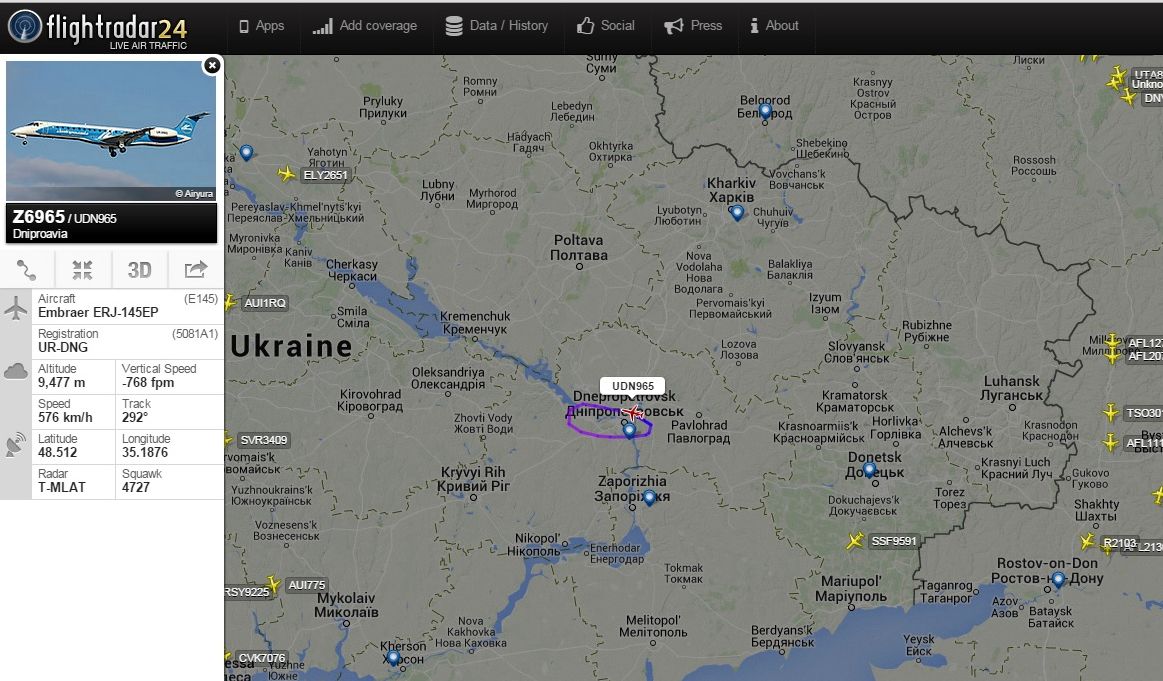 flightradar24
LIVE AIR TRAFFIC
Apps
Add coverage
Data / History
Social
Press
About
© Airyura
Z6965 / UDN965
Dniproavia
3D
Aircraft
(E145)
Embraer ERJ-145EP
Registration
(5081A1)
UR-DNG
Altitude
Vertical Speed
9,477 m
-768 fpm
Speed
Track
576 km/h
292°
Latitude
Longitude
48.512
35.1876
Radar
Squawk
T-MLAT
4727
Sumy
Суми
Лиски
Romny
Ромни
Pryluky
Прилуки
Lebedyn
Лебедин
Krasnyy
Ostrov
Красный
Остров
UTA8
Unkno
Belgorod
Белгород
Hadyach
Гадяч
Okhtyrka
Охтирка
Shebekino
Шебекино
Yahotyn
Яготин
ELY2651
Rossosh
Россошь
Vovchans'k
Вовчанськ
Lubny
Лубни
Myrhorod
Миргород
Kharkiv
Харків
Pereyaslav-Khmel'nyts'kyi
Переяслав-Хмельницький
Lyubotyn
Люботин
Chuhuiv
Чугуїв
Myronivka
Миронівка
Kaniv
Канів
Poltava
Полтава
Nova
Vodolaha
Нова
Водолага
Balakliya
Балаклія
Cherkasy
Черкаси
AUI1RQ
Pervomais'kyi
Первомайський
Izyum
Ізюм
Smila
Сміла
Kremenchuk
Кременчук
Rubizhne
Рубіжне
Ukraine
Lozova
Лозова
Slovyansk
Слов'янськ
AFL127
AFL207
Oleksandriya
Олександрія
UDN965
Luhansk
Луганськ
Kirovohrad
Кіровоград
Dnepropetrovsk
Дніпропетровськ
Kramatorsk
Краматорськ
Zhovti Vody
Жовті Води
Pavlohrad
Павлоград
Krasnoarmiis'k
Красноармійськ
Horlivka
Горлівка
Alchevs'k
Алчевськ
Krasnodon
Краснодон
TSO301
SVR3409
AFL111
Donetsk
Донецьк
Krasnyi Luch
Красний Луч
Kryvyi Rih
Кривий Ріг
Zaporizhia
Запоріжжя
Gukovo
Гуково
Yuzhnoukrains'k
Южноукраїнськ
Torez
Торез
Dokuchajevs'k
Докучаєвськ
Shakhty
Шахты
Voznesens'k
Вознесенськ
Nikopol'
Нікополь
Enerhodar
Енергодар
SSF9591
R2103
Tokmak
Токмак
Rostov-on-Don
Ростов-на-Дону
RSY9225
AUI775
Mykolaiv
Миколаїв
Mariupol'
Маріуполь
Taganrog
Таганрог
Azov
Азов
Bataysk
Батайск
Nova
Kakhovka
Нова Каховка
Melitopol'
Мелітополь
Berdyans'k
Бердянськ
Yeysk
Ейск
Kherson
Херсон
CVK7076
Yuzhne
Южне